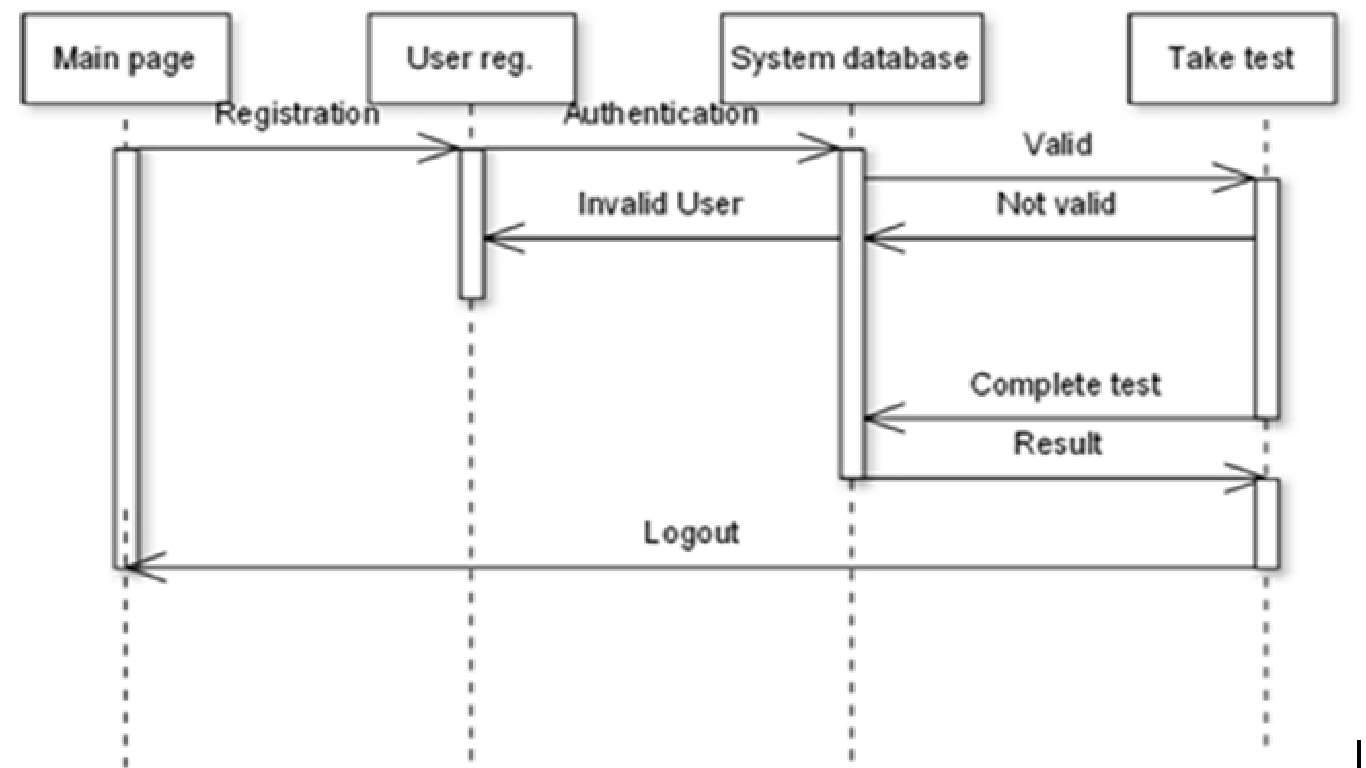 Main page
User reg.
System database
Take test
Registration
Authentication
Valid
Invalid User
Not valid
Complete test
Result
Logout